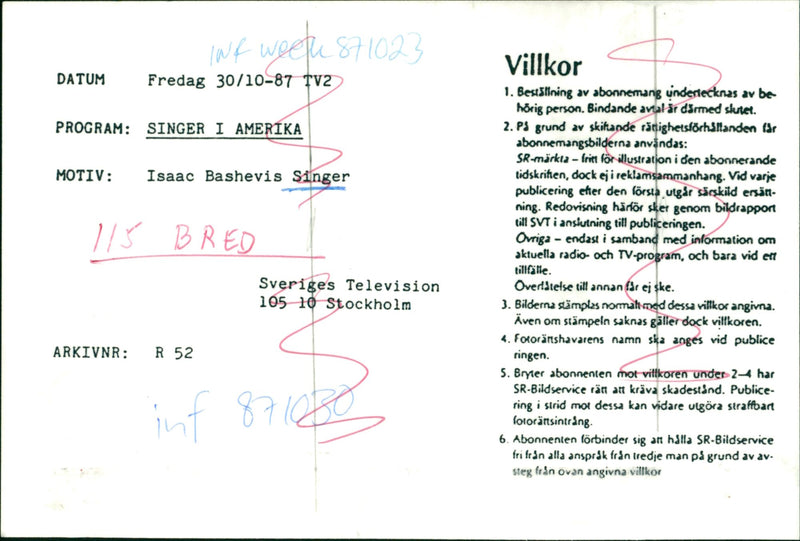 inf week 871023
DATUM Fredag 30/10-87 TV2
PROGRAM: SINGER I AMERIKA
MOTIV: Isaac Bashevis Singer
115 BRED
Sveriges Television
105 10 Stockholm
ARKIVNR: R 52
inf 871030
Villkor
1. Beställning av abonnemang undertecknas av be-
hörig person. Bindande avtal är därmed slutet.
2. På grund av skiftande rättighetsförhållanden får
abonnemangsbilderna användas:
SR-märkta – fritt för illustration i den abonnerande
tidskriften, dock ej i reklamsammanhang. Vid varje
publicering efter den första utgår särskild ersätt-
ning. Redovisning härför sker genom bildrapport
till SVT i anslutning till publiceringen.
Övriga – endast i samband med information om
aktuella radio- och TV-program, och bara vid ett
tillfälle.
Överlåtelse till annan får ej ske.
3. Bilderna stämplas normalt med dessa villkor angivna.
Även om stämpeln saknas gäller dock villkoren.
4. Fotorättshavarens namn ska anges vid publice
ringen.
5. Bryter abonnenten mot villkoren under 2–4 har
SR-Bildservice rätt att kräva skadestånd. Publice-
ring i strid mot dessa kan vidare utgöra straffbart
fotorättsintrång.
6. Abonnenten förbinder sig att hålla SR-Bildservice
fri från alla anspråk från tredje man på grund av av-
steg från ovan angivna villkor